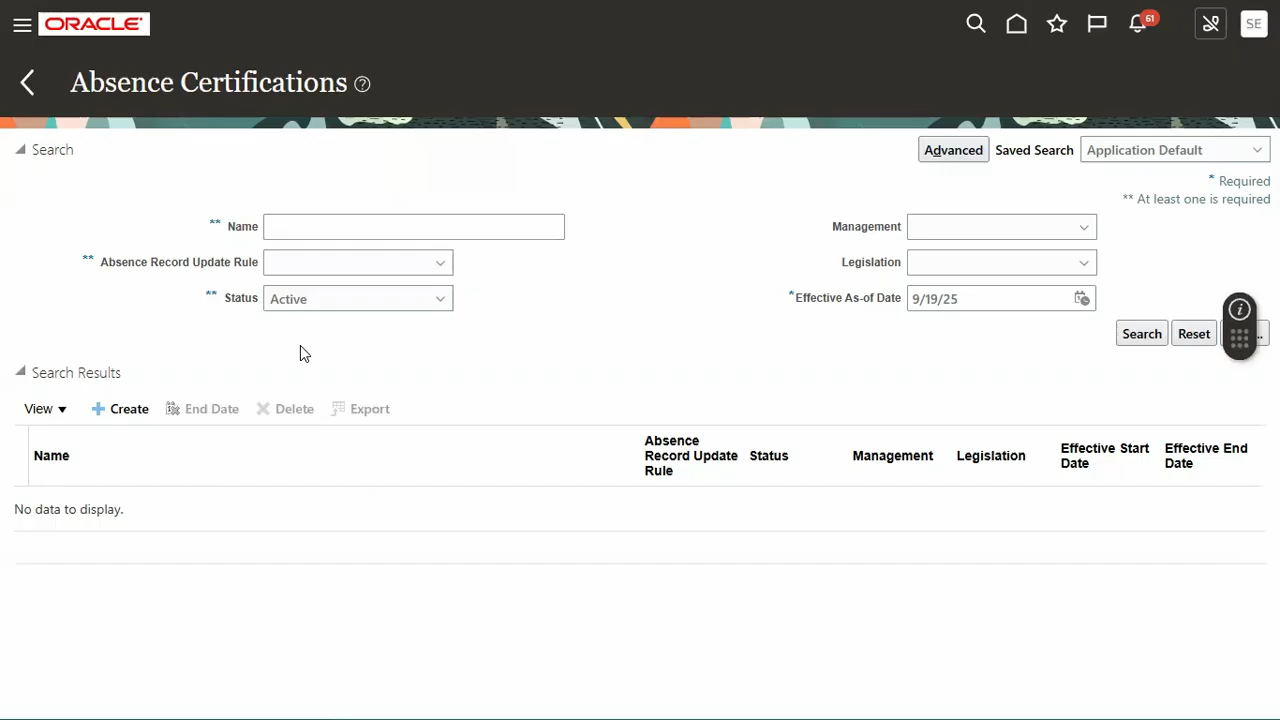 ORACLE
61
SE
Absence Certifications
Search
Advanced Saved Search Application Default
* Required
** At least one is required
** Name
Management
** Absence Record Update Rule
Legislation
** Status Active
*Effective As-of Date 9/19/25
Search Reset ..
Search Results
View Create End Date Delete Export
Name Absence Record Update Rule Status Management Legislation Effective Start Date Effective End Date
No data to display.